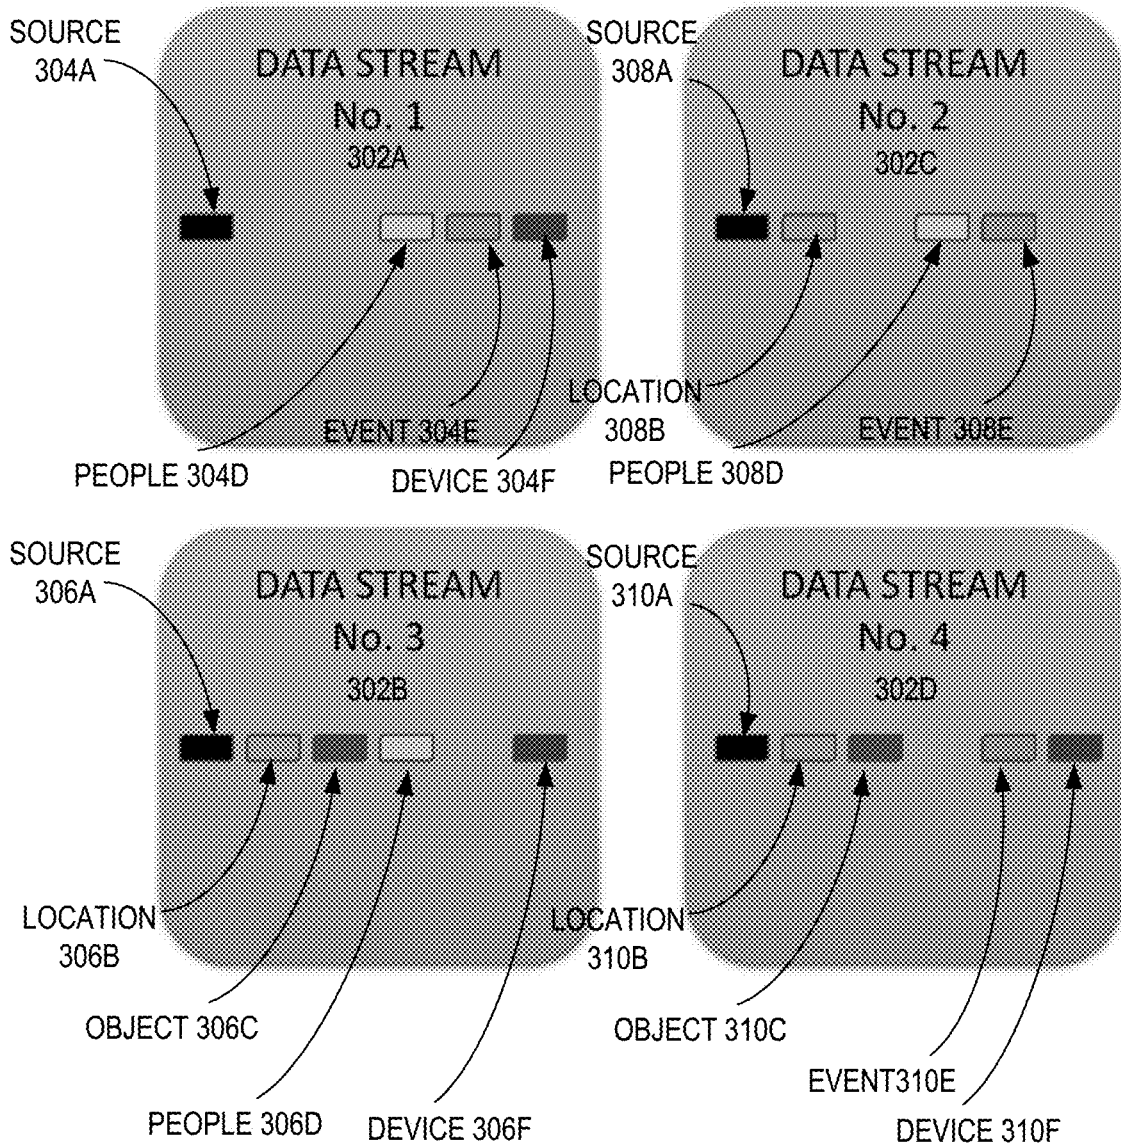 SOURCE
304A
DATA STREAM
No. 1
302A
PEOPLE 304D
EVENT 304E
DEVICE 304F
SOURCE
308A
DATA STREAM
No. 2
302C
LOCATION
308B
PEOPLE 308D
EVENT 308E
SOURCE
306A
DATA STREAM
No. 3
302B
LOCATION
306B
OBJECT 306C
PEOPLE 306D
DEVICE 306F
SOURCE
310A
DATA STREAM
No. 4
302D
LOCATION
310B
OBJECT 310C
EVENT310E
DEVICE 310F